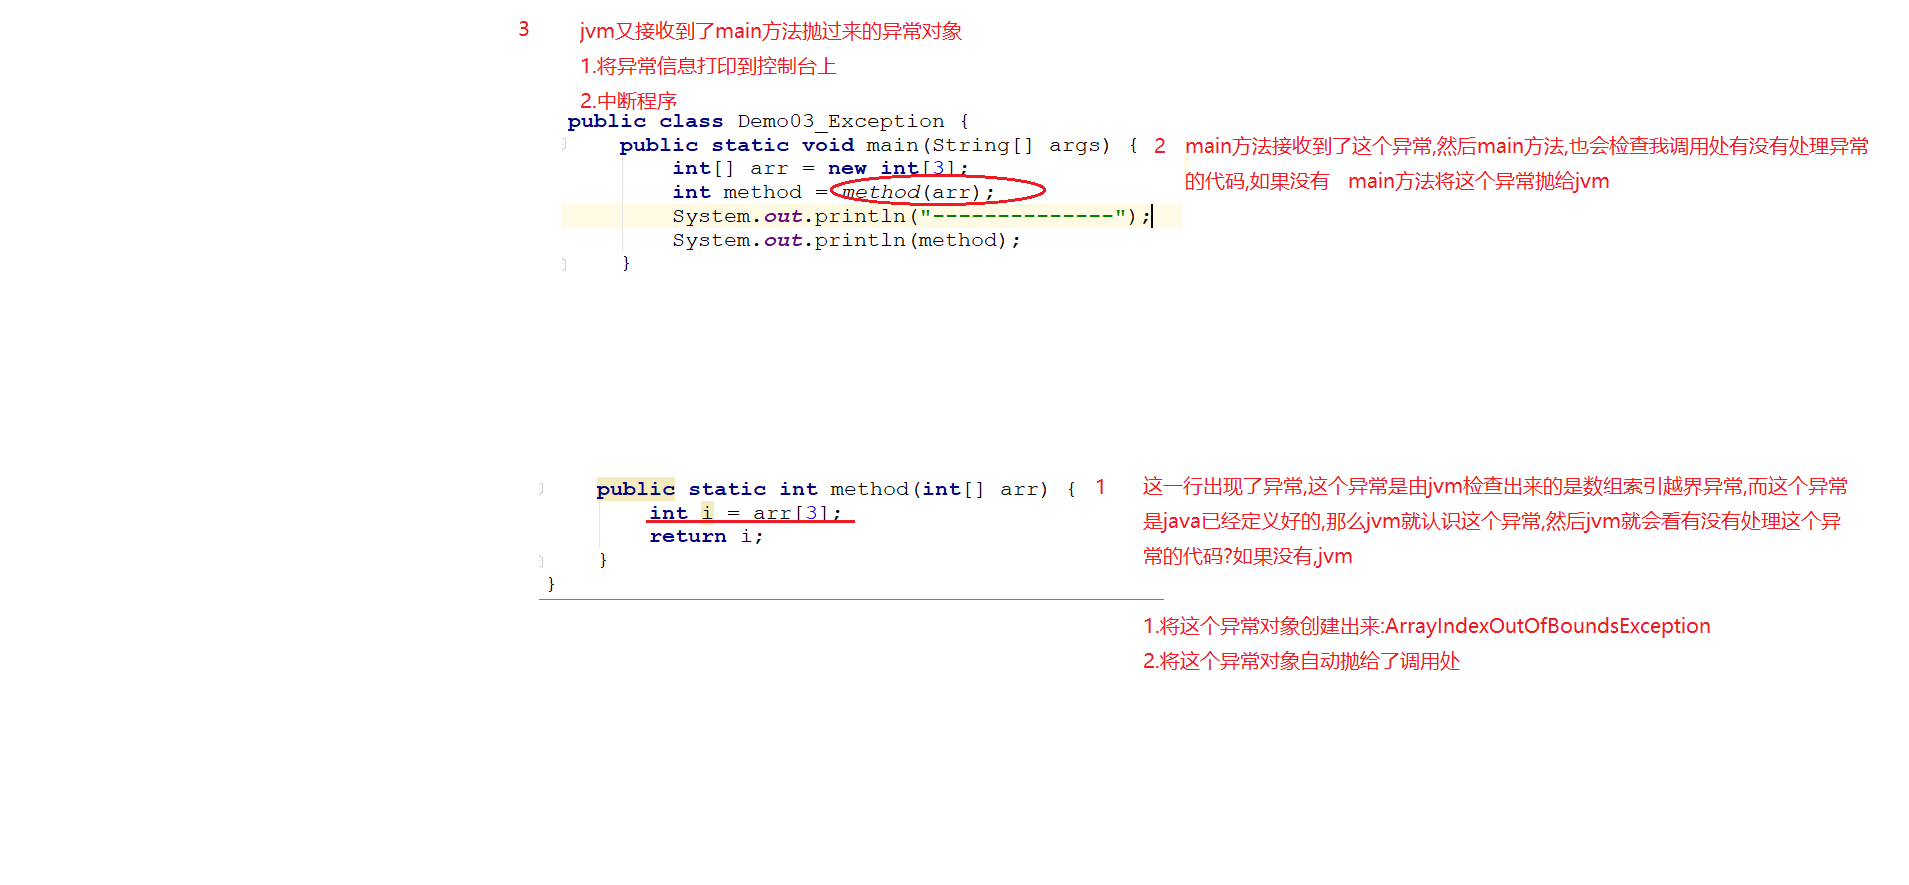 3 jvm又接收到了main方法抛过来的异常对象
1.将异常信息打印到控制台上
2.中断程序
public class Demo03_Exception {
public static void main(String[] args) { 2 main方法接收到了这个异常,然后main方法,也会检查我调用处有没有处理异常
int[] arr = new int[3];
的代码,如果没有 main方法将这个异常抛给jvm
int method = method(arr);
System.out.println("--------------");
System.out.println(method);
}
public static int method(int[] arr) { 1 这一行出现了异常,这个异常是由jvm检查出来的是数组索引越界异常,而这个异常
int i = arr[3];
是java已经定义好的,那么jvm就认识这个异常,然后jvm就会看有没有处理这个异
return i;
常的代码?如果没有,jvm
}
}
1.将这个异常对象创建出来:ArrayIndexOutOfBoundsException
2.将这个异常对象自动抛给了调用处